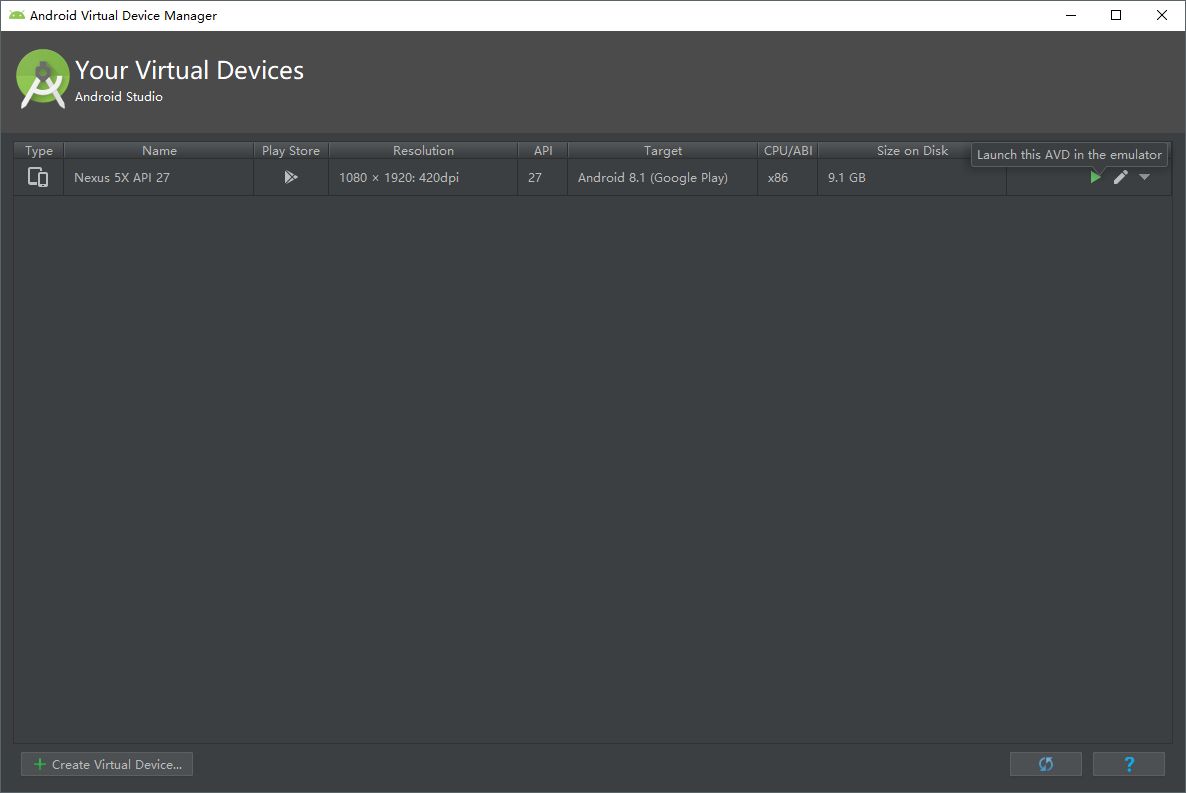 Android Virtual Device Manager
Your Virtual Devices
Android Studio
Type Name Play Store Resolution API Target CPU/ABI Size on Disk
Launch this AVD in the emulator
Nexus 5X API 27 1080 × 1920: 420dpi 27 Android 8.1 (Google Play) x86 9.1 GB
+ Create Virtual Device... ?